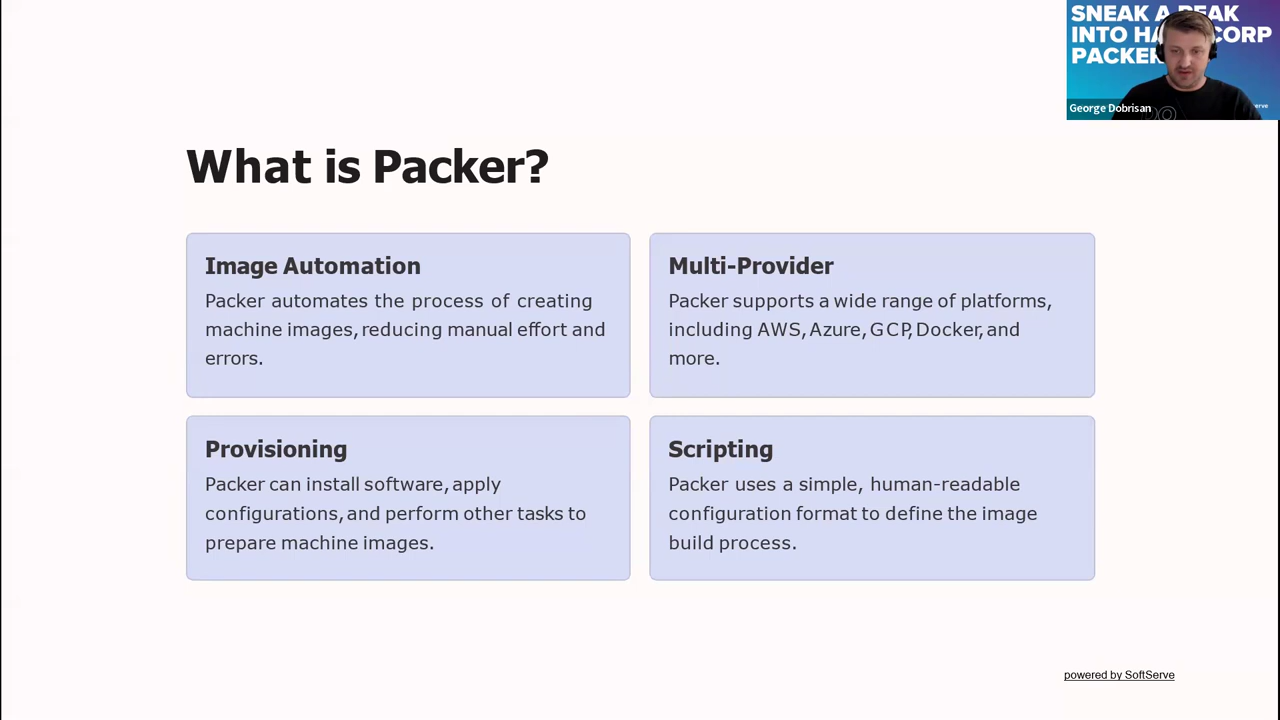 SNEAK A PEAK
INTO HA CORP
PACKER
George Dobrisan
erve
What is Packer?
Image Automation
Packer automates the process of creating
machine images, reducing manual effort and
errors.
Multi-Provider
Packer supports a wide range of platforms,
including AWS, Azure, GCP, Docker, and
more.
Provisioning
Packer can install software, apply
configurations, and perform other tasks to
prepare machine images.
Scripting
Packer uses a simple, human-readable
configuration format to define the image
build process.
powered by SoftServe